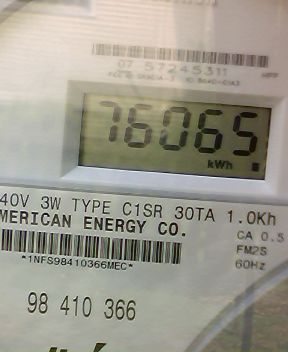 07 57245311
76065
kWh
40V 3W TYPE C1SR 30TA 1.0Kh
MERICAN ENERGY CO.
CA 0.5
FM2S
60Hz
*1NFS98410366MEC*
98 410 366